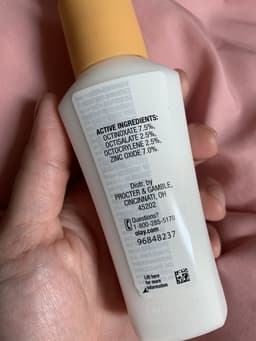 ACTIVE INGREDIENTS:
OCTINOXATE 7.5%,
OCTISALATE 2.5%,
OCTOCRYLENE 2.5%,
ZINC OXIDE 7.0%.
Distr. by
PROCTER & GAMBLE,
CINCINNATI, OH
45202
Questions?
1-800-285-5170
olay.com
96848237
Lift here
for more
information